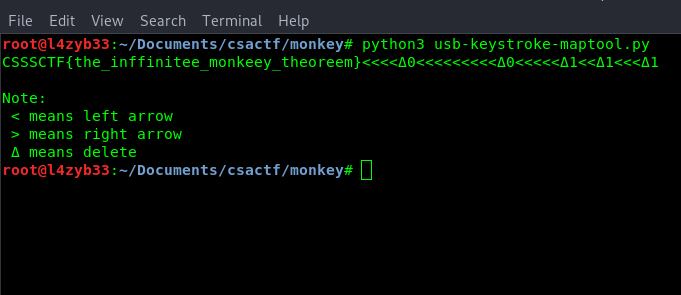 File Edit View Search Terminal Help
root@l4zyb33:~/Documents/csactf/monkey# python3 usb-keystroke-maptool.py
CSSSCTF{the_inffinitee_monkeey_theoreem}<<<<Δ0<<<<<<<<<Δ0<<<<<Δ1<<Δ1<<<Δ1

Note:
 < means left arrow
 > means right arrow
 Δ means delete
root@l4zyb33:~/Documents/csactf/monkey#